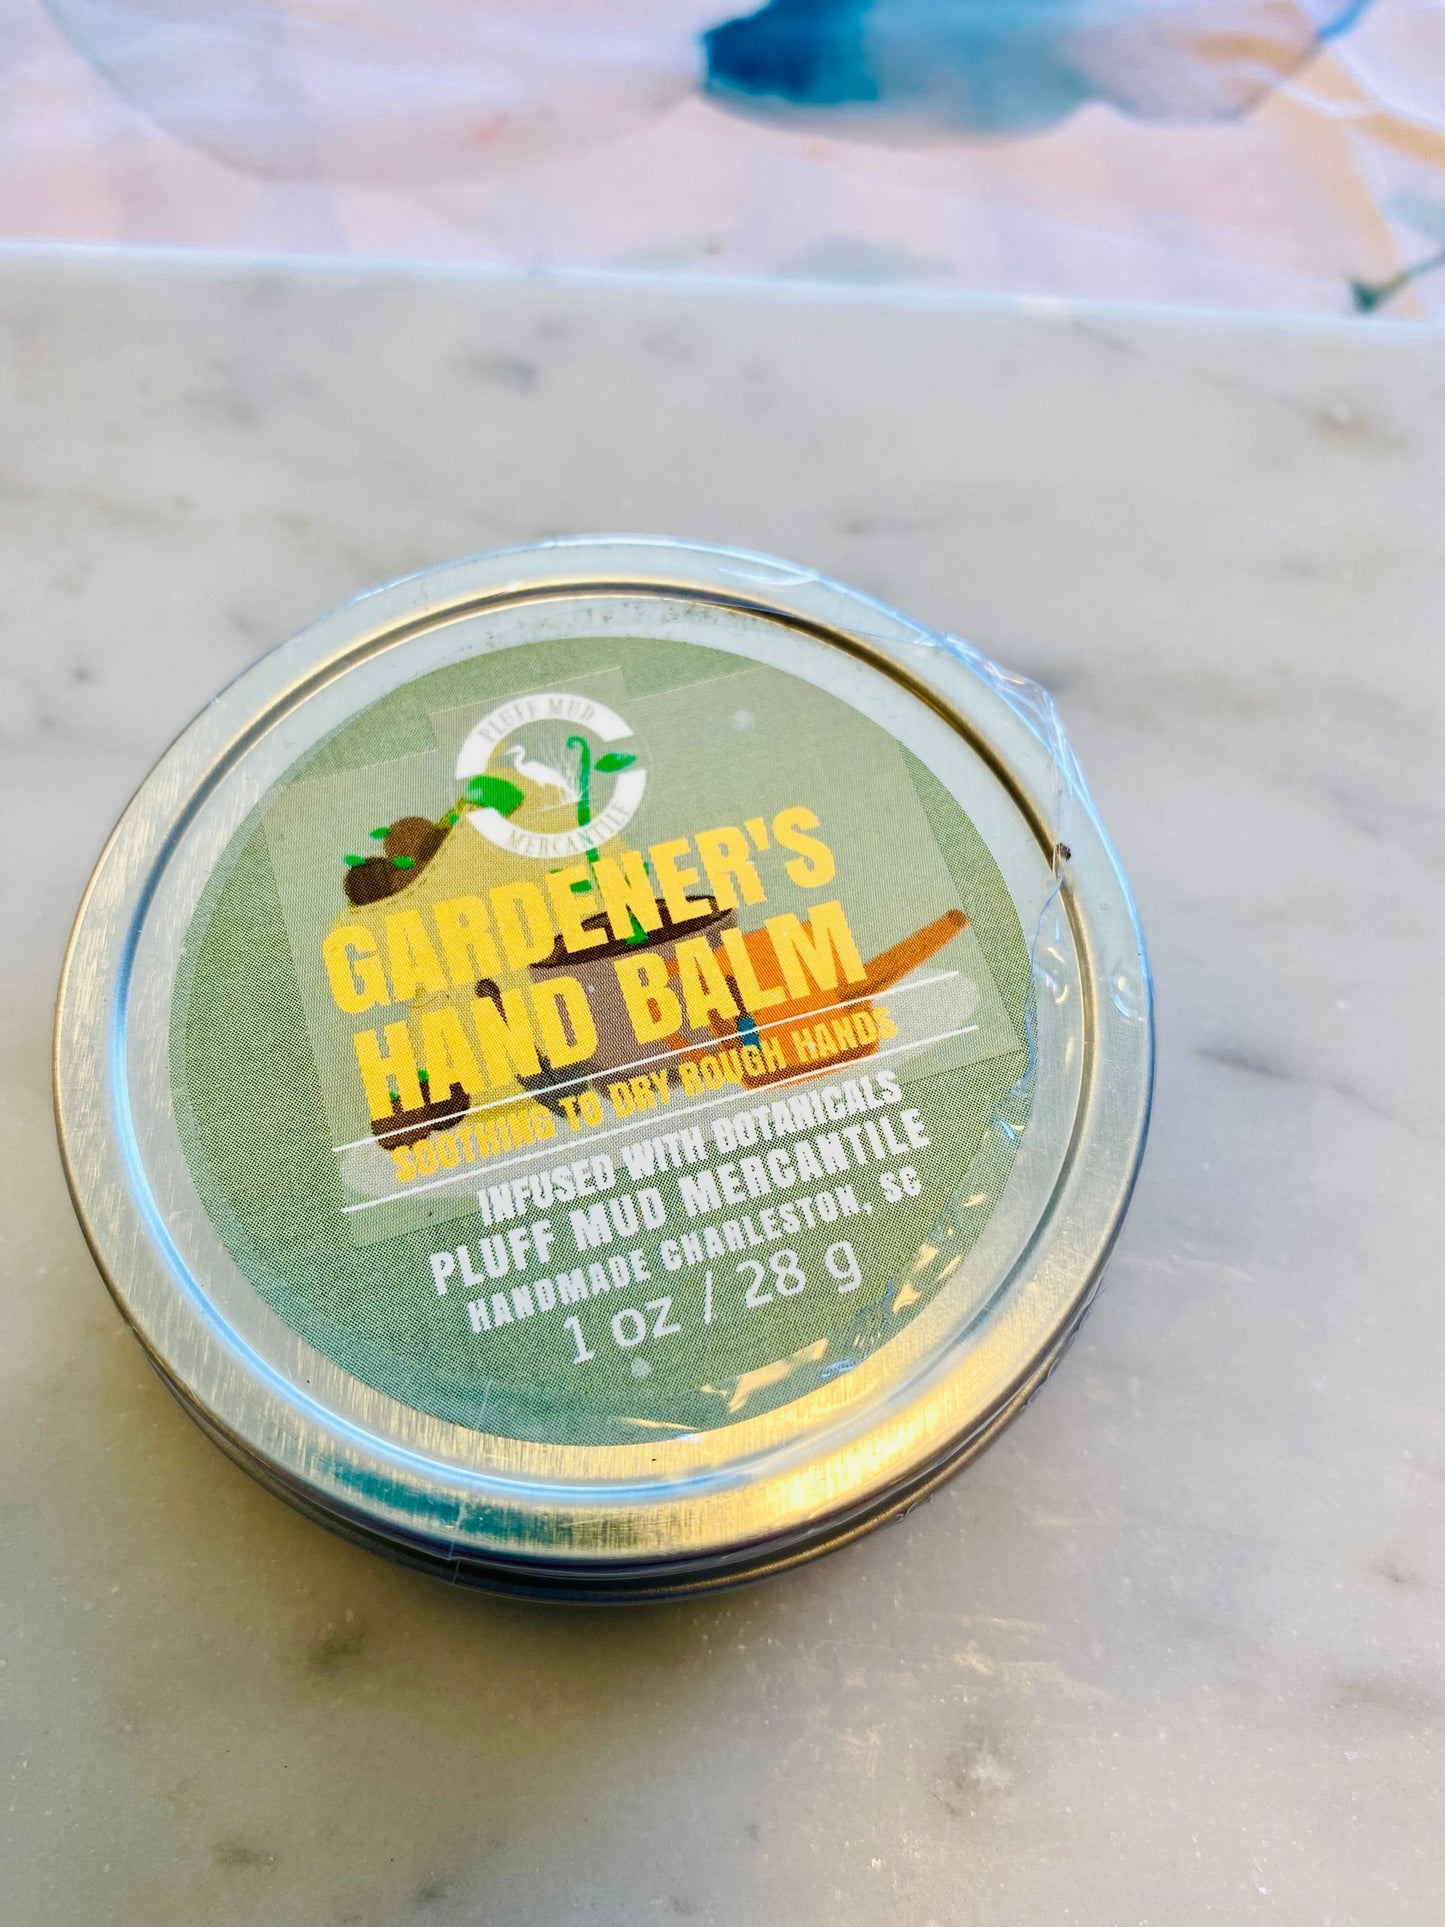 PLUFF MUD
MERCANTILE
GARDENER'S
HAND BALM
SOOTHING TO DRY ROUGH HANDS
INFUSED WITH BOTANICALS
PLUFF MUD MERCANTILE
HANDMADE CHARLESTON, SC
1 oz / 28 g